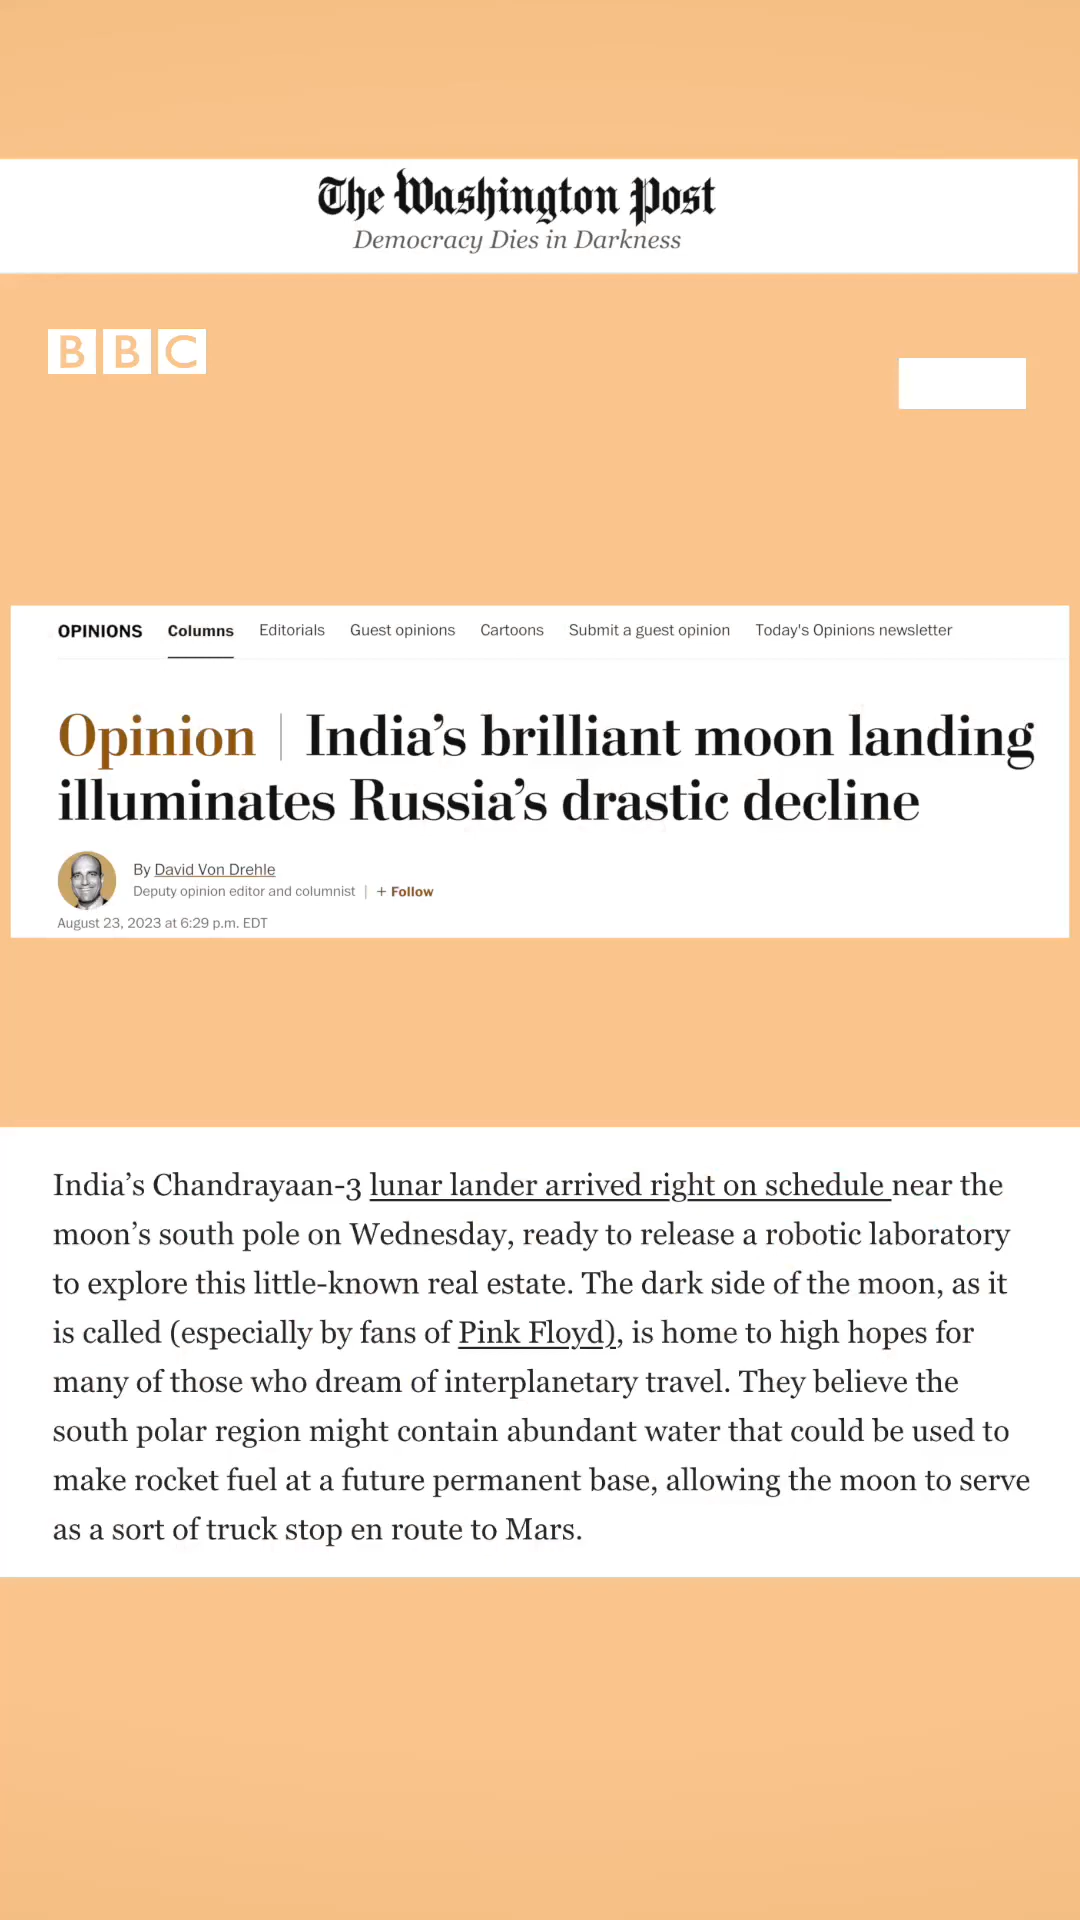 The Washington Post
Democracy Dies in Darkness
BBC
OPINIONS Columns Editorials Guest opinions Cartoons Submit a guest opinion Today's Opinions newsletter
Opinion | India’s brilliant moon landing
illuminates Russia’s drastic decline
By David Von Drehle
Deputy opinion editor and columnist | + Follow
August 23, 2023 at 6:29 p.m. EDT
India’s Chandrayaan-3 lunar lander arrived right on schedule near the
moon’s south pole on Wednesday, ready to release a robotic laboratory
to explore this little-known real estate. The dark side of the moon, as it
is called (especially by fans of Pink Floyd), is home to high hopes for
many of those who dream of interplanetary travel. They believe the
south polar region might contain abundant water that could be used to
make rocket fuel at a future permanent base, allowing the moon to serve
as a sort of truck stop en route to Mars.